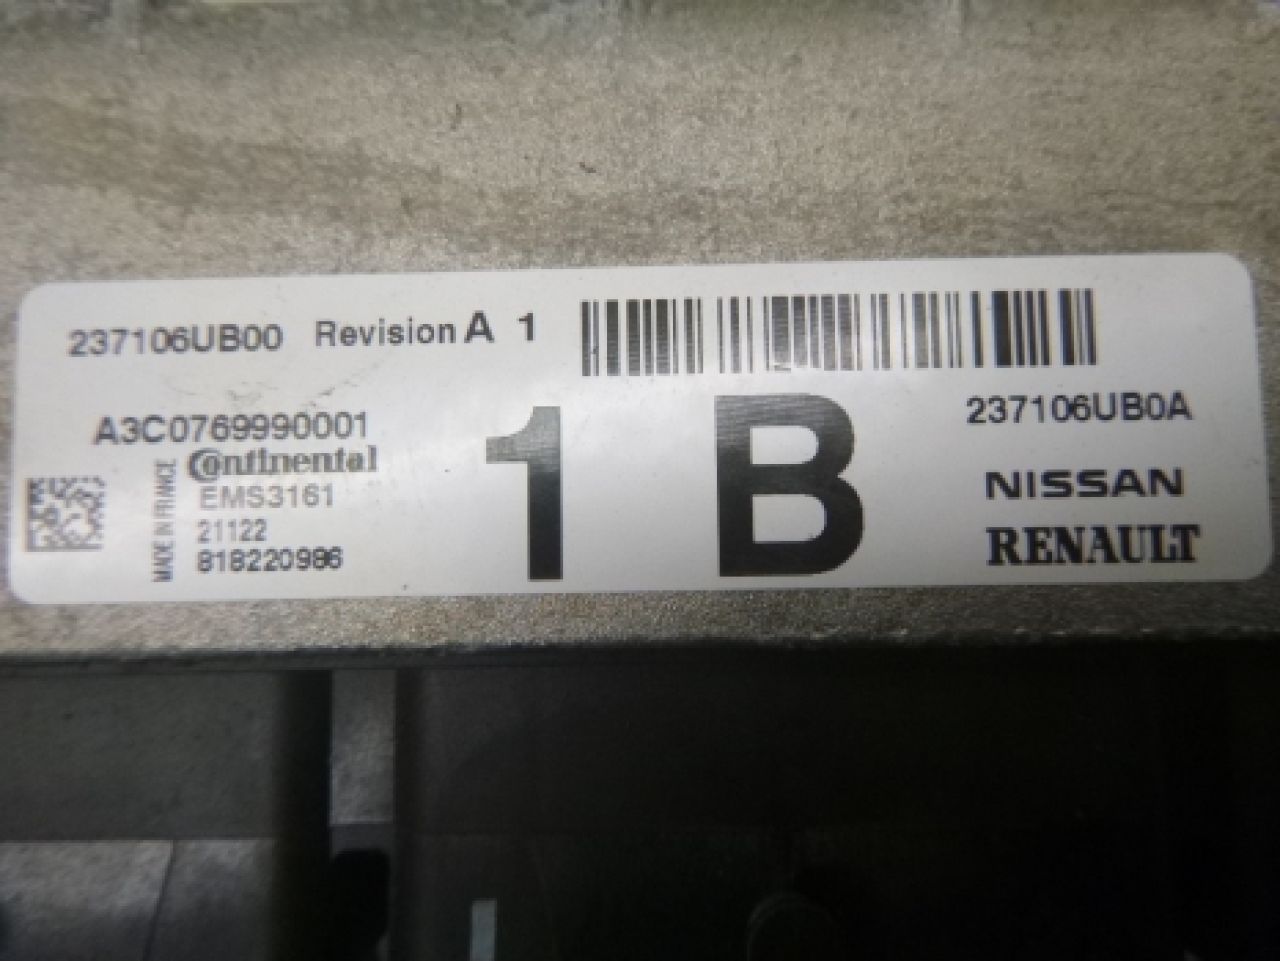 237106UB00 Revision A 1
A3C0769990001
Continental
EMS3161
21122
818220986
MADE IN FRANCE
1 B
237106UB0A
NISSAN
RENAULT